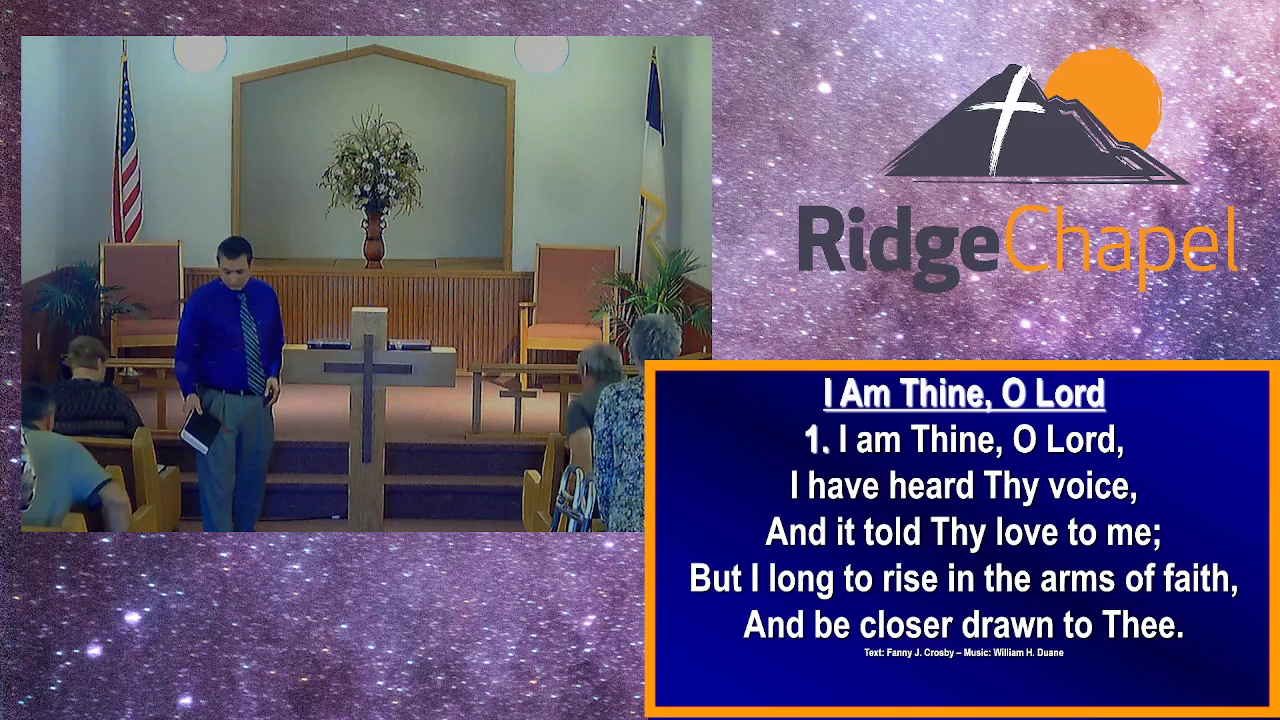 RidgeChapel
I Am Thine, O Lord
1. I am Thine, O Lord,
I have heard Thy voice,
And it told Thy love to me;
But I long to rise in the arms of faith,
And be closer drawn to Thee.
Text: Fanny J. Crosby – Music: William H. Duane